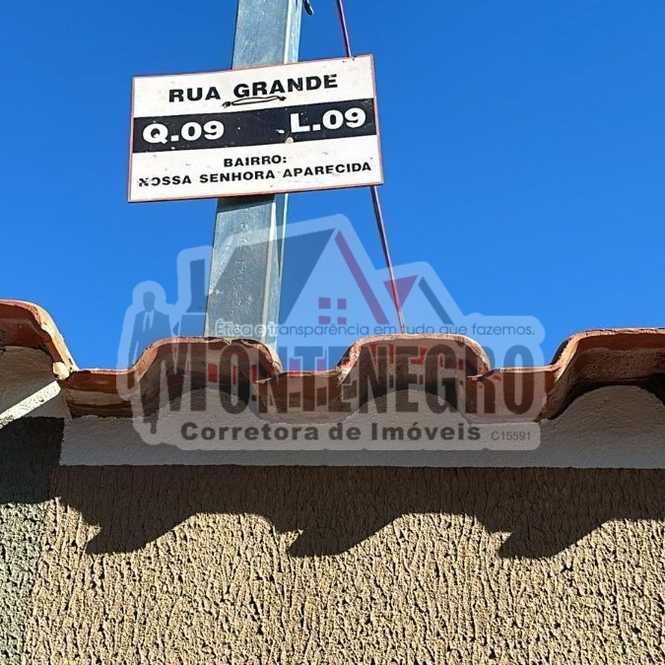 RUA GRANDE
Q.09 L.09
BAIRRO:
NOSSA SENHORA APARECIDA
Ética e transparência em tudo que fazemos.
MONTENEGRO
Corretora de Imóveis C15591